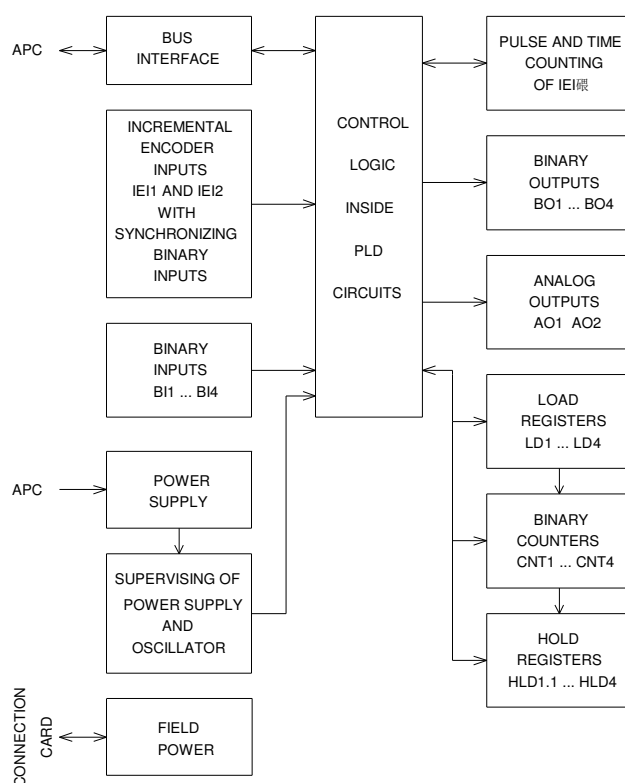 APC
BUS
INTERFACE
INCREMENTAL
ENCODER
INPUTS
IEI1 AND IEI2
WITH
SYNCHRONIZING
BINARY
INPUTS
BINARY
INPUTS
BI1 ... BI4
APC
POWER
SUPPLY
SUPERVISING OF
POWER SUPPLY
AND
OSCILLATOR
CONNECTION
CARD
FIELD
POWER
CONTROL
LOGIC
INSIDE
PLD
CIRCUITS
PULSE AND TIME
COUNTING
OF
BINARY
OUTPUTS
BO1 ... BO4
ANALOG
OUTPUTS
AO1 AO2
LOAD
REGISTERS
LD1 ... LD4
BINARY
COUNTERS
CNT1 ... CNT4
HOLD
REGISTERS
HLD1.1 ... HLD4